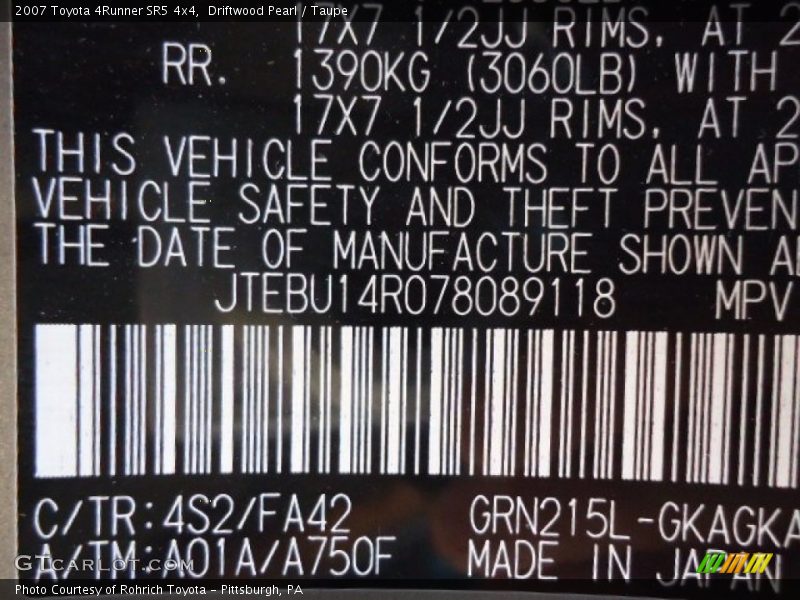 2007 Toyota 4Runner SR5 4x4, Driftwood Pearl / Taupe
17X7 1/2JJ RIMS, AT 2
RR. 1390KG (3060LB) WITH
17X7 1/2JJ RIMS, AT 2
THIS VEHICLE CONFORMS TO ALL AP
VEHICLE SAFETY AND THEFT PREVEN
THE DATE OF MANUFACTURE SHOWN A
JTEBU14R078089118 MPV
C/TR:4S2/FA42 GRN215L-GKAGKA
A/TM:A01A/A750F MADE IN JAPAN
GTCarlot.com
Photo Courtesy of Rohrich Toyota - Pittsburgh, PA